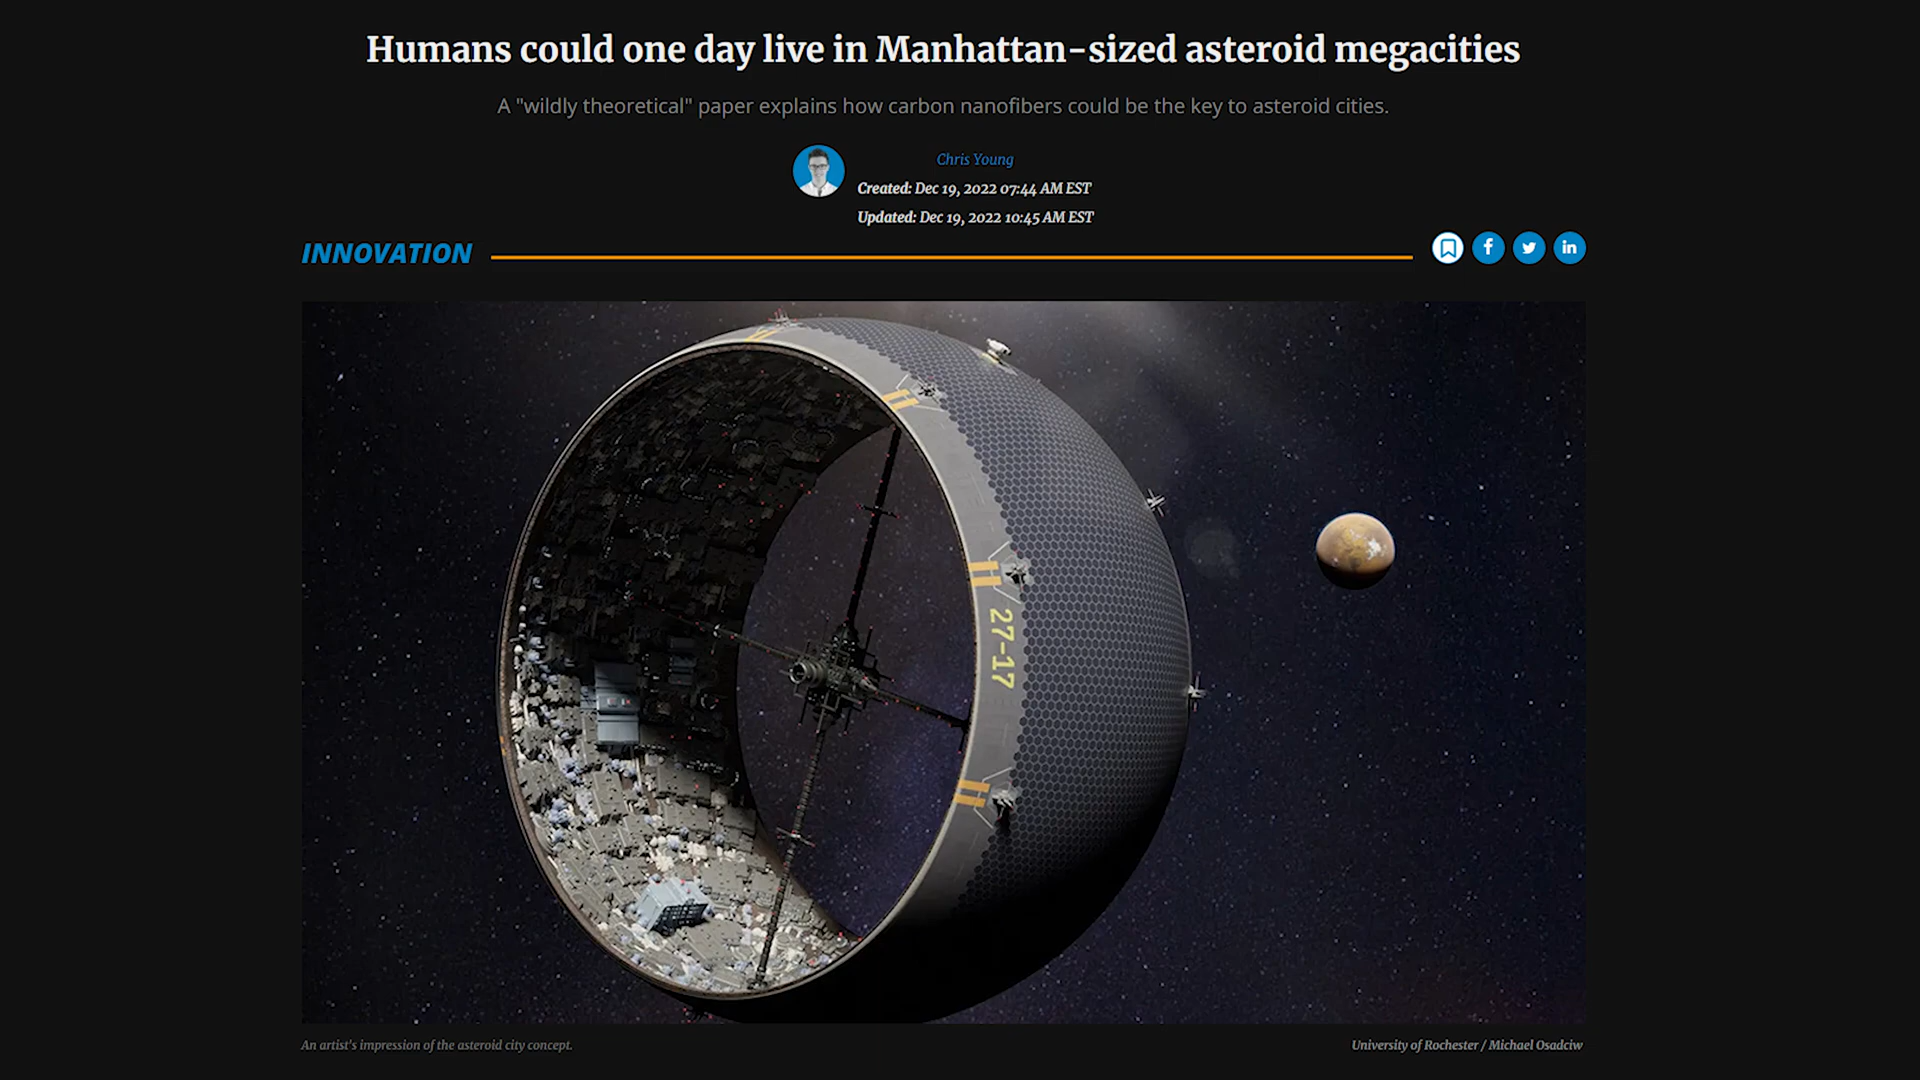 Humans could one day live in Manhattan-sized asteroid megacities
A "wildly theoretical" paper explains how carbon nanofibers could be the key to asteroid cities.
Chris Young
Created: Dec 19, 2022 07:44 AM EST
Updated: Dec 19, 2022 10:45 AM EST
INNOVATION
27-17
An artist's impression of the asteroid city concept.
University of Rochester / Michael Osadciw